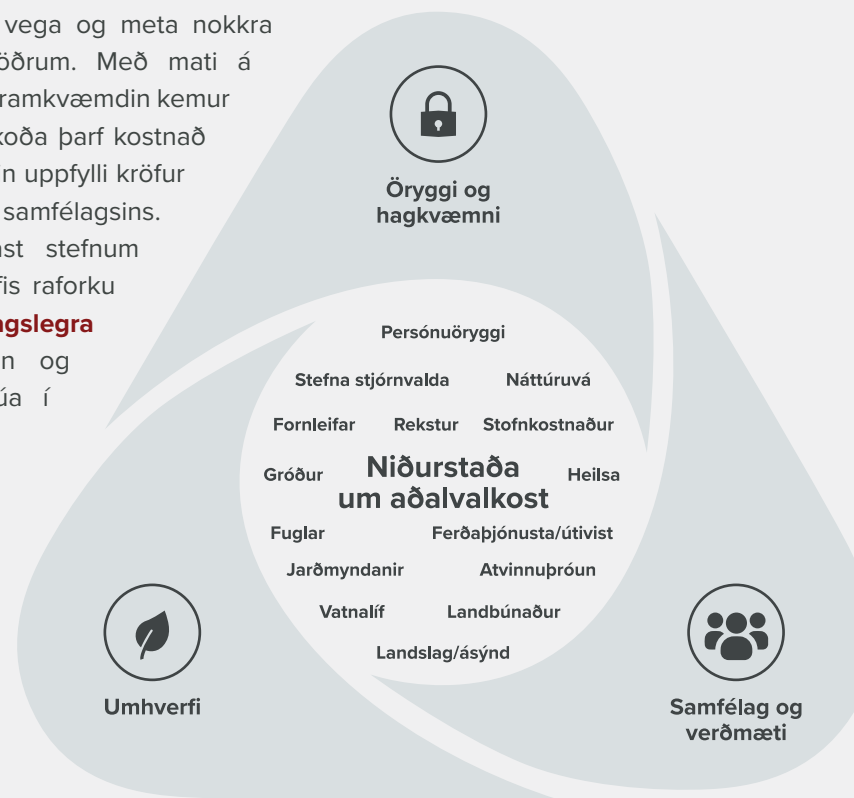 vega og meta nokkra
öðrum. Með mati á
ramkvæmdin kemur
koða þarf kostnað
n uppfylli kröfur
samfélagsins.
st stefnum
fis raforku
agslegra
n og
úa í
Öryggi og
hagkvæmni
Persónuöryggi
Stefna stjórnvalda Náttúruvá
Fornleifar Rekstur Stofnkostnaður
Gróður Niðurstaða Heilsa
um aðalvalkost
Fuglar Ferðaþjónusta/útivist
Jarðmyndanir Atvinnuþróun
Vatnalíf Landbúnaður
Landslag/ásýnd
Umhverfi
Samfélag og
verðmæti